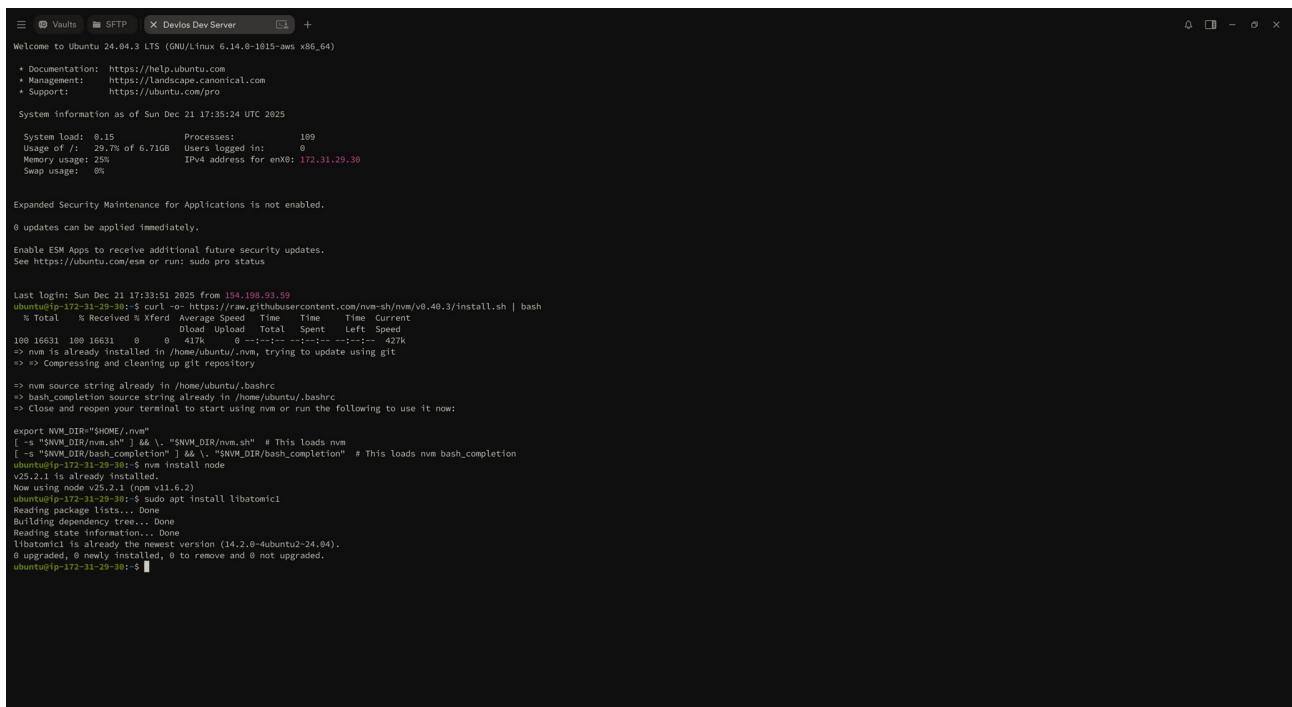 Vaults SFTP Devlos Dev Server
Welcome to Ubuntu 24.04.3 LTS (GNU/Linux 6.14.0-1015-aws x86_64)
* Documentation: https://help.ubuntu.com
* Management: https://landscape.canonical.com
* Support: https://ubuntu.com/pro
System information as of Sun Dec 21 17:35:24 UTC 2025
System load: 0.15 Processes: 109
Usage of /: 29.7% of 6.71GB Users logged in: 0
Memory usage: 25% IPv4 address for enX0: 172.31.29.30
Swap usage: 0%
Expanded Security Maintenance for Applications is not enabled.
0 updates can be applied immediately.
Enable ESM Apps to receive additional future security updates.
See https://ubuntu.com/esm or run: sudo pro status
Last login: Sun Dec 21 17:33:51 2025 from 154.198.93.59
ubuntu@ip-172-31-29-30:~$ curl -o- https://raw.githubusercontent.com/nvm-sh/nvm/v0.40.3/install.sh | bash
% Total % Received % Xferd Average Speed Time Time Time Current
Dload Upload Total Spent Left Speed
100 16631 100 16631 0 0 417k 0 --:--:-- --:--:-- --:--:-- 427k
=> nvm is already installed in /home/ubuntu/.nvm, trying to update using git
=> => Compressing and cleaning up git repository
=> nvm source string already in /home/ubuntu/.bashrc
=> bash_completion source string already in /home/ubuntu/.bashrc
=> Close and reopen your terminal to start using nvm or run the following to use it now:
export NVM_DIR="$HOME/.nvm"
[ -s "$NVM_DIR/nvm.sh" ] && \. "$NVM_DIR/nvm.sh" # This loads nvm
[ -s "$NVM_DIR/bash_completion" ] && \. "$NVM_DIR/bash_completion" # This loads nvm bash_completion
ubuntu@ip-172-31-29-30:~$ nvm install node
v25.2.1 is already installed.
Now using node v25.2.1 (npm v11.6.2)
ubuntu@ip-172-31-29-30:~$ sudo apt install libatomic1
Reading package lists... Done
Building dependency tree... Done
Reading state information... Done
libatomic1 is already the newest version (14.2.0-4ubuntu2~24.04).
0 upgraded, 0 newly installed, 0 to remove and 0 not upgraded.
ubuntu@ip-172-31-29-30:~$